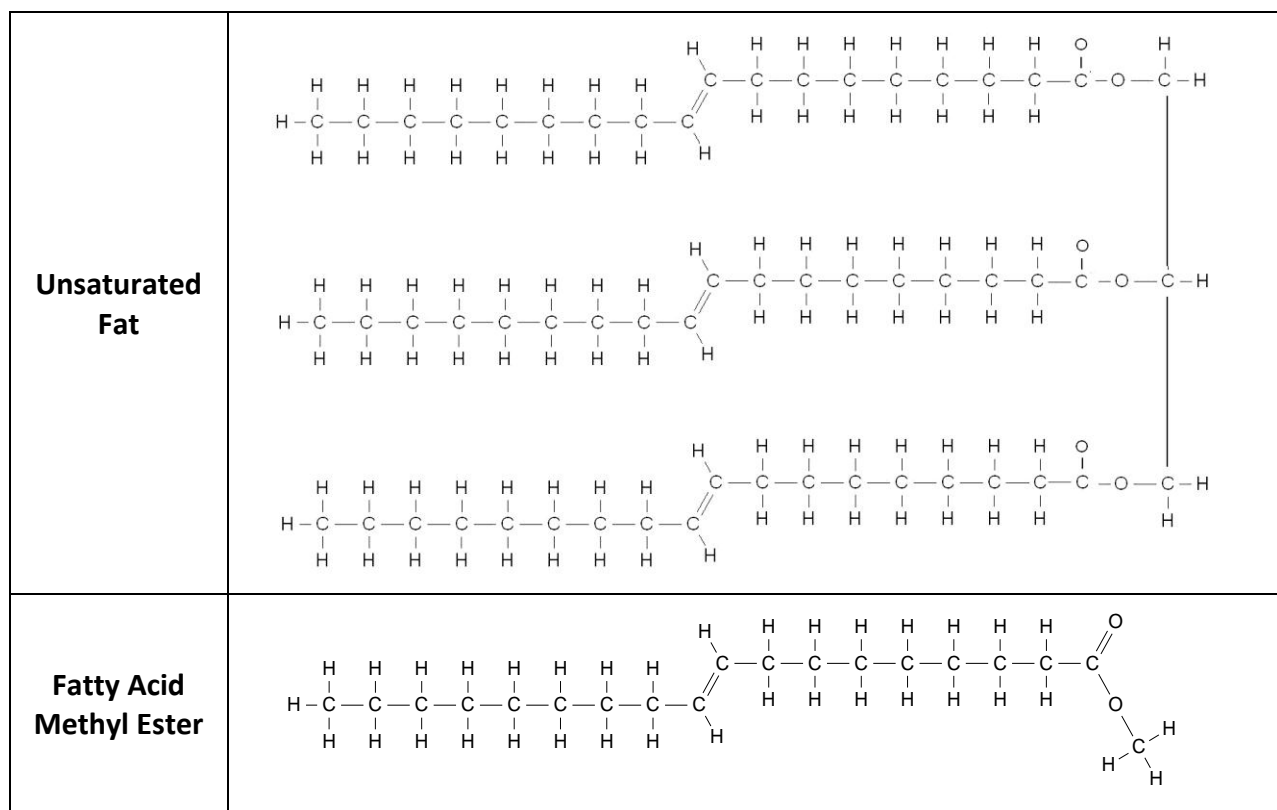 Unsaturated
Fat
H H H H H H H H O H
C C C C C C C C C O C H
H H H H H H H H
H H H H H H H
H C C C C C C C C C
H H H H H H H H H
H H H H H H H H O
C C C C C C C C C O C H
H H H H H H H H
H H H H H H H
H C C C C C C C C C
H H H H H H H H H
H H H H H H H H O
C C C C C C C C C O C H
H H H H H H H H
H H H H H H H H
H C C C C C C C C C
H H H H H H H H H
Fatty Acid
Methyl Ester
H H H H H H H H O
C C C C C C C C C
H H H H H H H H
H H H H H H H
H C C C C C C C C C O
H H H H H H H H H
C H
H H